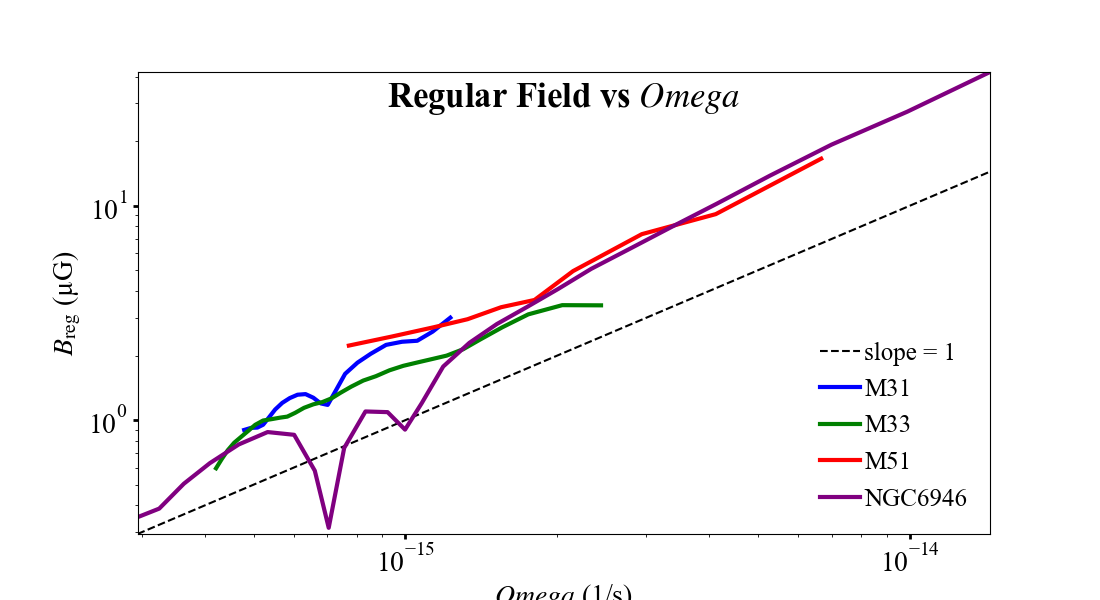 Regular Field vs Omega
B_reg (μG)
10^1
10^0
slope = 1
M31
M33
M51
NGC6946
10^−15
10^−14
Omega (1/s)